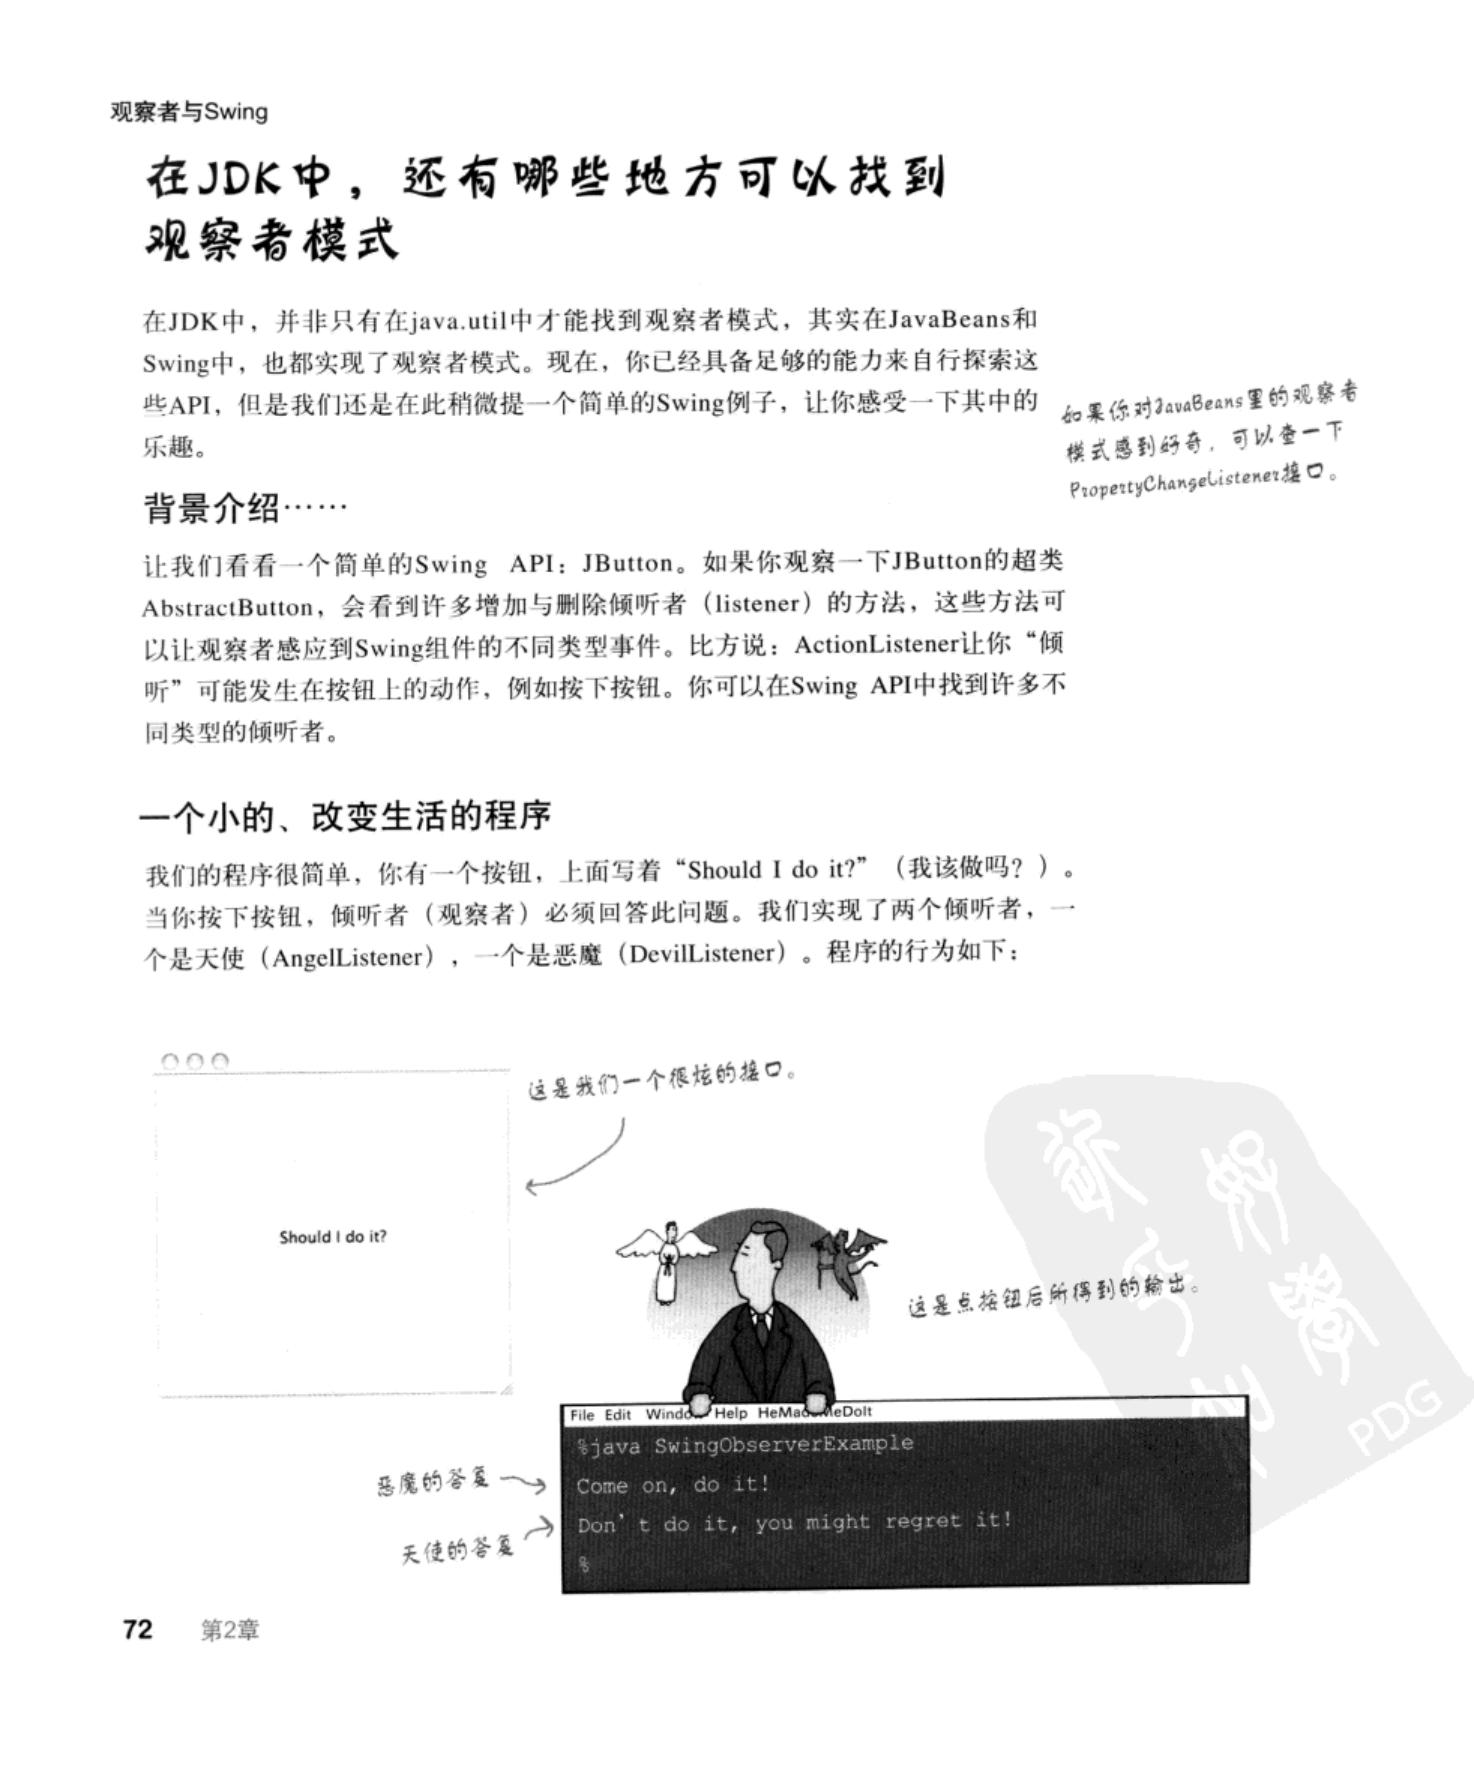 观察者与Swing
在JDK中，还有哪些地方可以找到
观察者模式
在JDK中，并非只有在java.util中才能找到观察者模式，其实在JavaBeans和
Swing中，也都实现了观察者模式。现在，你已经具备足够的能力来自行探索这
些API，但是我们还是在此稍微提一个简单的Swing例子，让你感受一下其中的
乐趣。
如果你对JavaBeans里的观察者
模式感到好奇，可以查一下
PropertyChangeListener接口。
背景介绍……
让我们看看一个简单的Swing API：JButton。如果你观察一下JButton的超类
AbstractButton，会看到许多增加与删除倾听者（listener）的方法，这些方法可
以让观察者感应到Swing组件的不同类型事件。比方说：ActionListener让你“倾
听”可能发生在按钮上的动作，例如按下按钮。你可以在Swing API中找到许多不
同类型的倾听者。
一个小的、改变生活的程序
我们的程序很简单，你有一个按钮，上面写着“Should I do it?”（我该做吗？）。
当你按下按钮，倾听者（观察者）必须回答此问题。我们实现了两个倾听者，一
个是天使（AngelListener），一个是恶魔（DevilListener）。程序的行为如下：
这是我们一个很炫的接口。
Should I do it?
这是点按钮后所得到的输出。
File Edit Window Help HeMadeMeDoIt
%java SwingObserverExample
恶魔的答复
Come on, do it!
天使的答复
Don't do it, you might regret it!
%
PDG
72 第2章